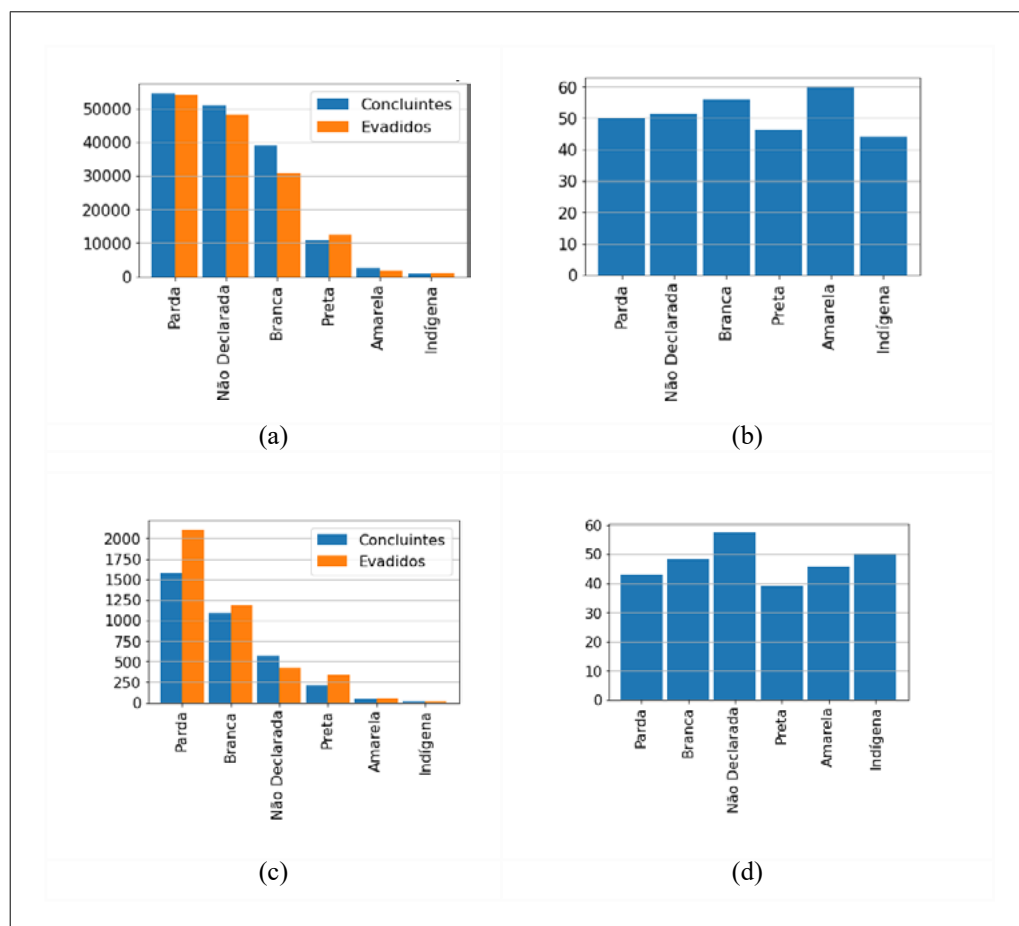 50000
40000
30000
20000
10000
0
Concluintes
Evadidos
Parda
Não Declarada
Branca
Preta
Amarela
Indígena
(a)
60
50
40
30
20
10
0
Parda
Não Declarada
Branca
Preta
Amarela
Indígena
(b)
2000
1750
1500
1250
1000
750
500
250
0
Concluintes
Evadidos
Parda
Branca
Não Declarada
Preta
Amarela
Indígena
(c)
60
50
40
30
20
10
0
Parda
Branca
Não Declarada
Preta
Amarela
Indígena
(d)